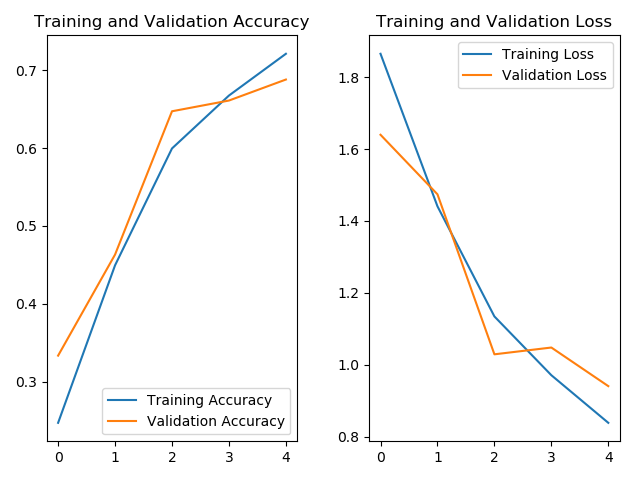 Training and Validation Accuracy
0.7
0.6
0.5
0.4
0.3
0 1 2 3 4
Training Accuracy
Validation Accuracy
Training and Validation Loss
1.8
1.6
1.4
1.2
1.0
0.8
0 1 2 3 4
Training Loss
Validation Loss